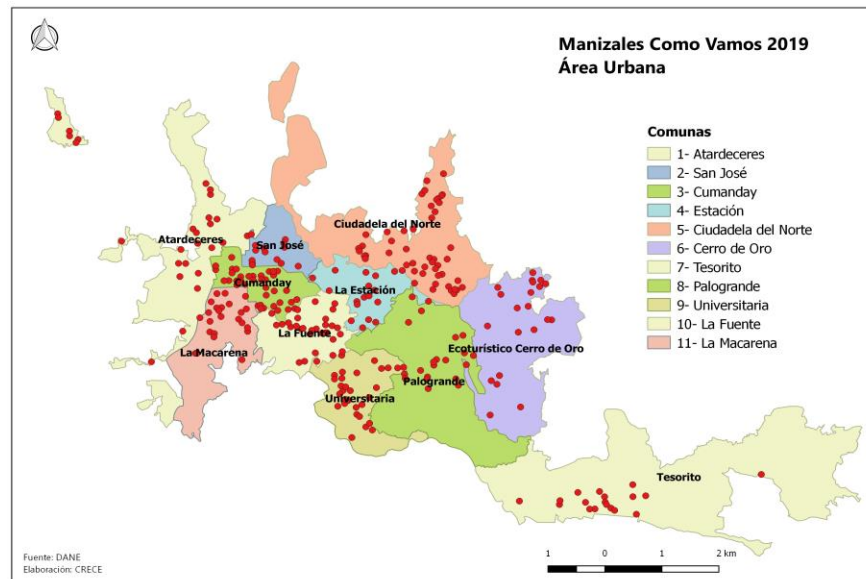 Manizales Como Vamos 2019
Área Urbana
Comunas
1- Atardeceres
2- San José
3- Cumanday
4- Estación
5- Ciudadela del Norte
6- Cerro de Oro
7- Tesorito
8- Palogrande
9- Universitaria
10- La Fuente
11- La Macarena
Ciudadela del Norte
Atardeceres
San José
Cumanday
La Estación
La Fuente
La Macarena
Ecoturístico Cerro de Oro
Palogrande
Universitaria
Tesorito
Fuente: DANE
Elaboración: CRECE
1 0 1 2 km